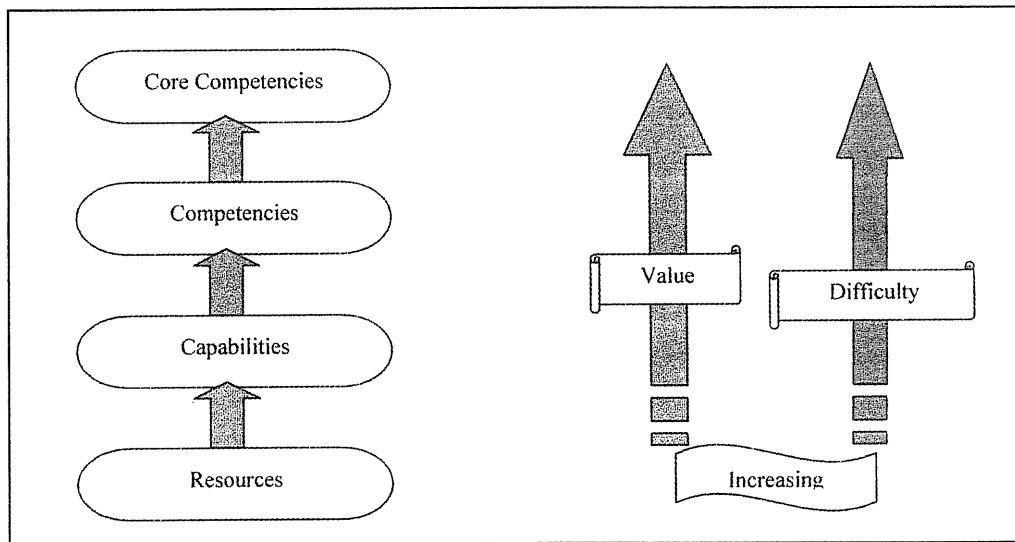 Core Competencies
Competencies
Capabilities
Resources
Value
Difficulty
Increasing